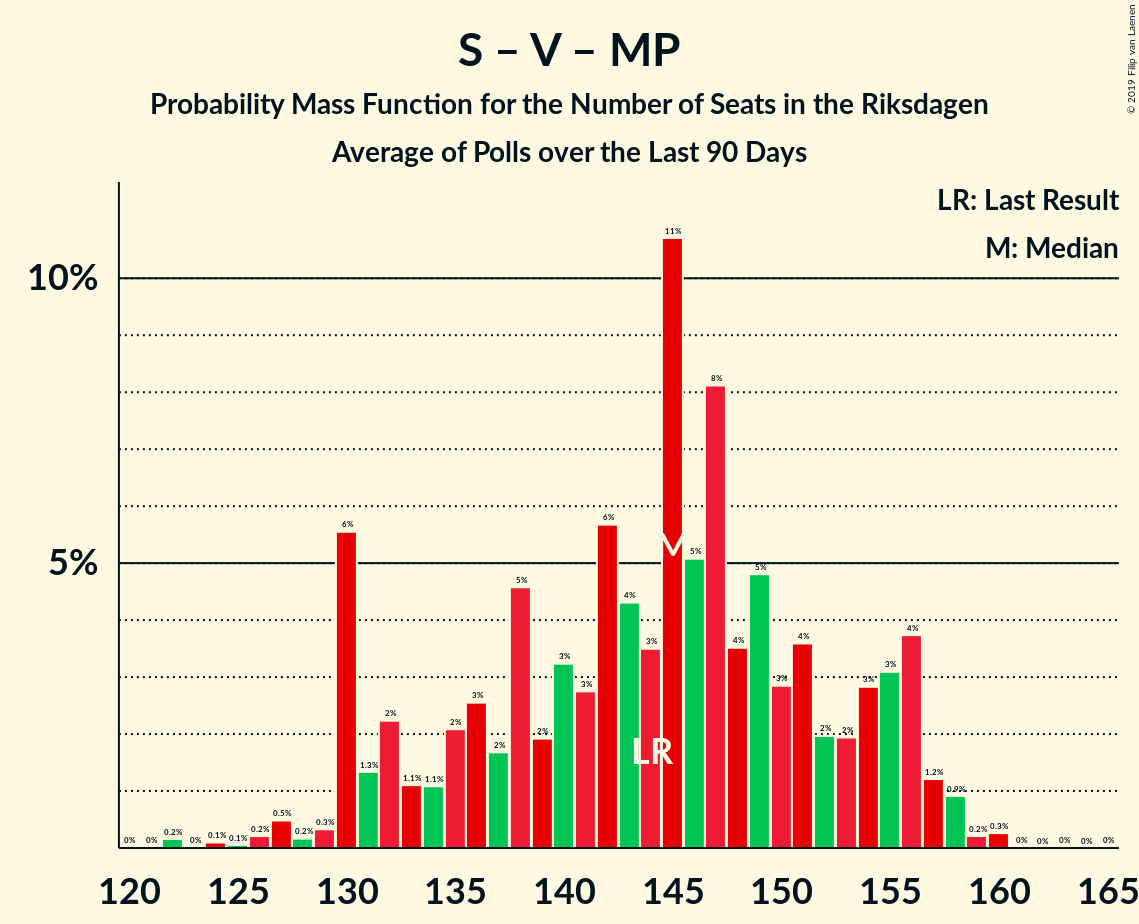 S – V – MP
Probability Mass Function for the Number of Seats in the Riksdagen
Average of Polls over the Last 90 Days
© 2019 Filip van Laenen
LR: Last Result
M: Median
10%
5%
0% 0% 0.2% 0% 0.1% 0.1% 0.2% 0.5% 0.2% 0.3% 6% 1.3% 2% 1.1% 1.1% 2% 3% 2% 5% 2% 3% 3% 6% 4% 3% 11% 5% 8% 4% 5% 3% 4% 2% 2% 3% 3% 4% 1.2% 0.9% 0.2% 0.3% 0% 0% 0% 0% 0%
M
LR
120 125 130 135 140 145 150 155 160 165